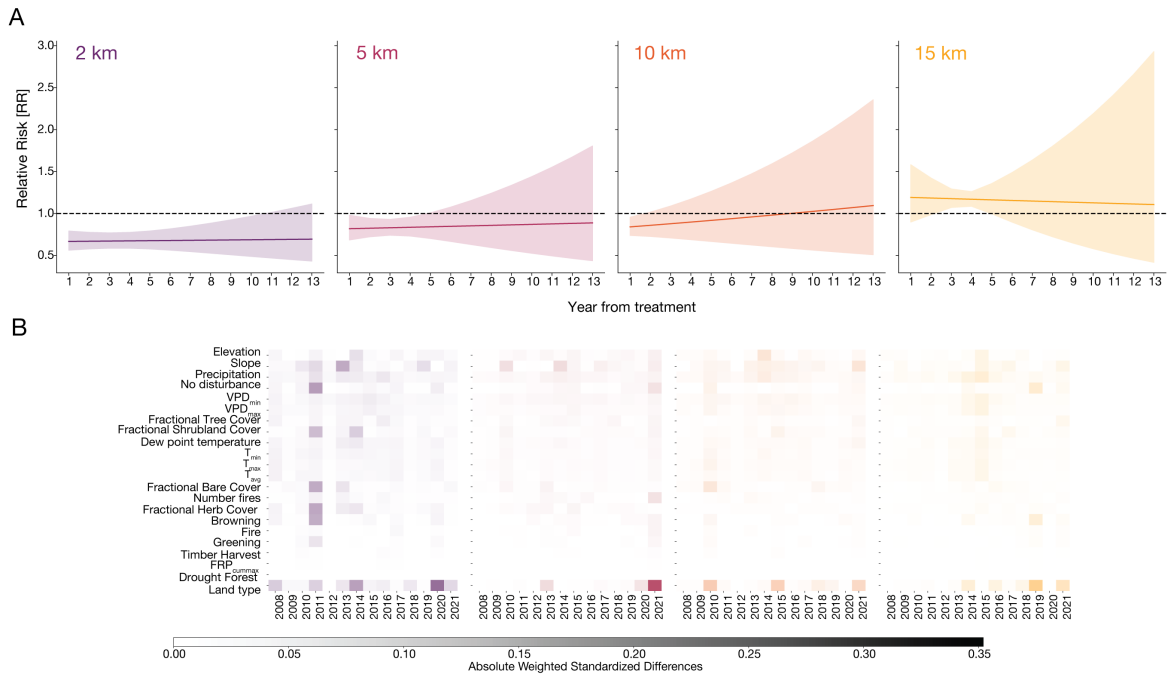 A
2 km 5 km 10 km 15 km
3.0
2.5
2.0
1.5
1.0
0.5
Relative Risk [RR]
1 2 3 4 5 6 7 8 9 10 11 12 13 1 2 3 4 5 6 7 8 9 10 11 12 13 1 2 3 4 5 6 7 8 9 10 11 12 13 1 2 3 4 5 6 7 8 9 10 11 12 13
Year from treatment
B
Elevation
Slope
Precipitation
No disturbance
VPD min
VPD max
Fractional Tree Cover
Fractional Shrubland Cover
Dew point temperature
T min
T max
T avg
Fractional Bare Cover
Number fires
Fractional Herb Cover
Browning
Fire
Greening
Timber Harvest
FRP cummax
Drought Forest
Land type
2008 2009 2010 2011 2013 2014 2015 2016 2017 2018 2019 2020 2021 2008 2009 2010 2011 2013 2014 2015 2016 2017 2018 2019 2020 2021 2008 2009 2010 2011 2013 2014 2015 2016 2017 2018 2019 2020 2021 2008 2009 2010 2011 2013 2014 2015 2016 2017 2018 2019 2020 2021
0.00 0.05 0.10 0.15 0.20 0.25 0.30 0.35
Absolute Weighted Standardized Differences